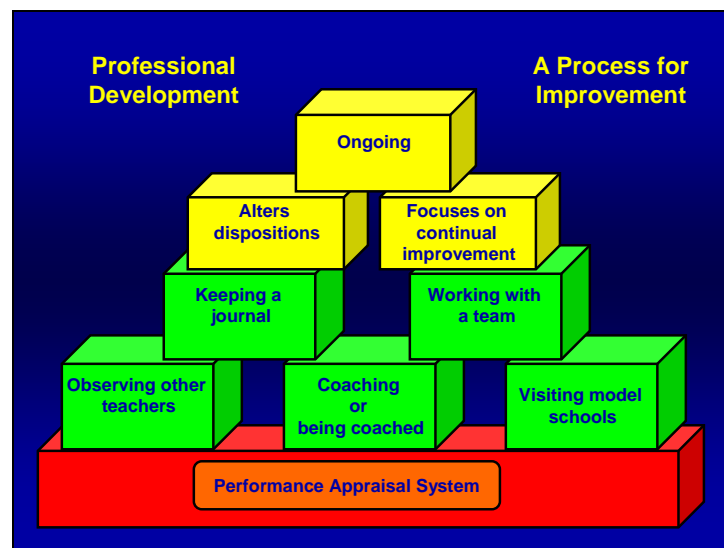 Professional
Development
A Process for
Improvement
Ongoing
Alters
dispositions
Focuses on
continual
improvement
Keeping a
journal
Working with
a team
Observing other
teachers
Coaching
or
being coached
Visiting model
schools
Performance Appraisal System